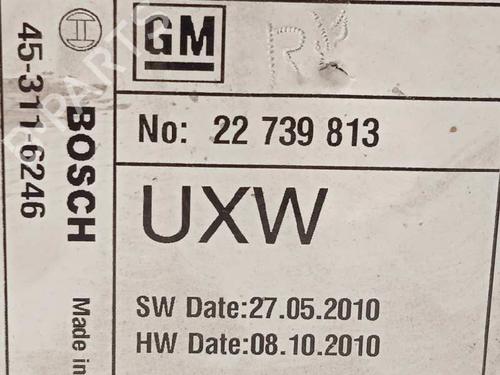 GM
No: 22 739 813
UXW
SW Date:27.05.2010
HW Date:08.10.2010
BOSCH
45-311-6246
Made in